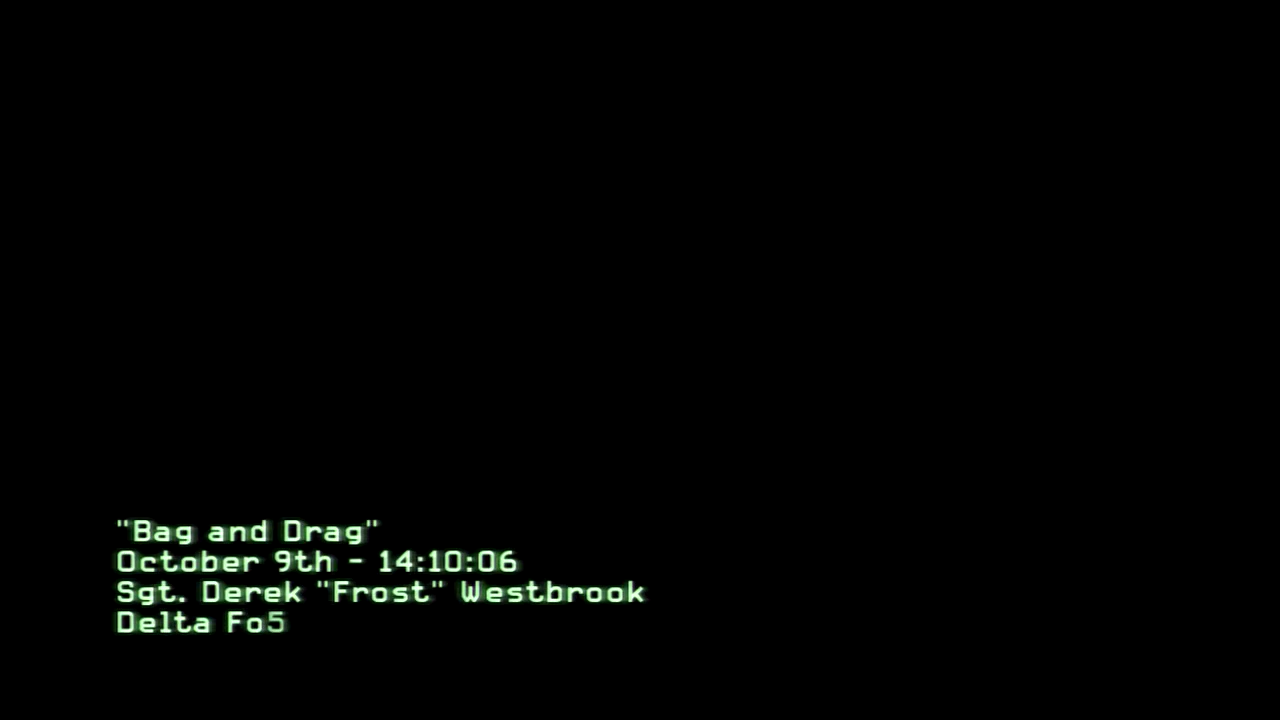 "Bag and Drag"
October 9th - 14:10:06
Sgt. Derek "Frost" Westbrook
Delta Fo5